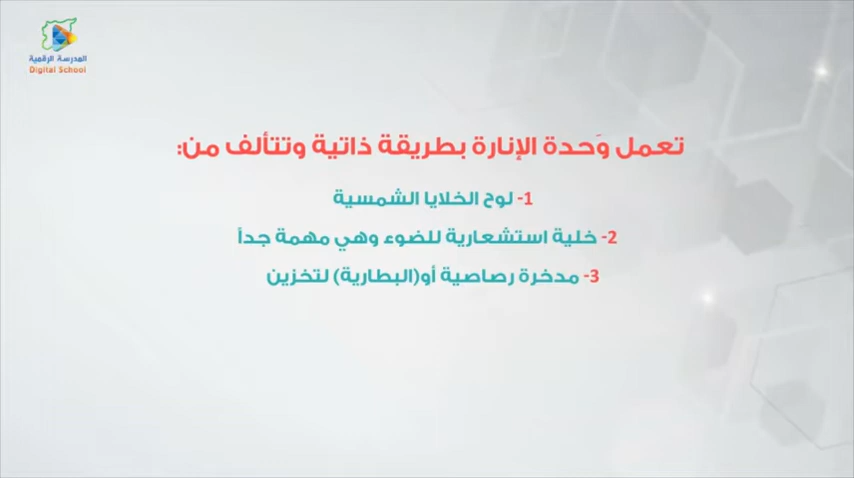 المدرسة الرقمية
Digital School
تعمل وَحدة الإنارة بطريقة ذاتية وتتألف من:
1- لوح الخلايا الشمسية
2- خلية استشعارية للضوء وهي مهمة جداً
3- مدخرة رصاصية أو(البطارية) لتخزين